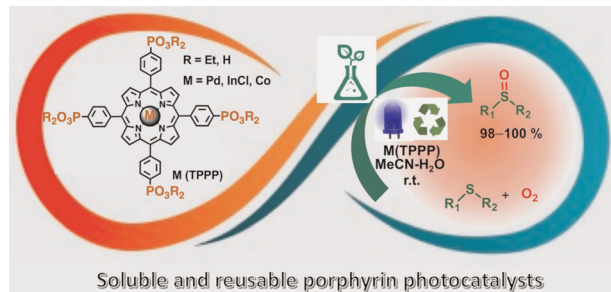 PO3R2
R = Et, H
M = Pd, InCl, Co
R2O3P
N N
M
N N
PO3R2
M (TPPP)
PO3R2
M(TPPP)
MeCN-H2O
r.t.
O
S
R1 R2
98–100 %
S
R1 R2 + O2
Soluble and reusable porphyrin photocatalysts